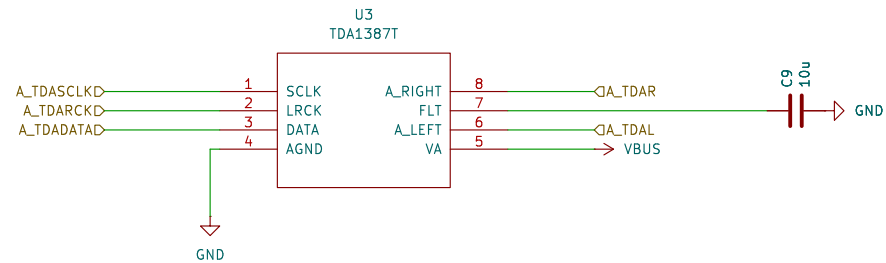 U3
TDA1387T
C9
10u
A_TDASCLK 1 SCLK A_RIGHT 8 A_TDAR
A_TDARCK 2 LRCK FLT 7 GND
A_TDADATA 3 DATA A_LEFT 6 A_TDAL
4 AGND VA 5 VBUS
GND